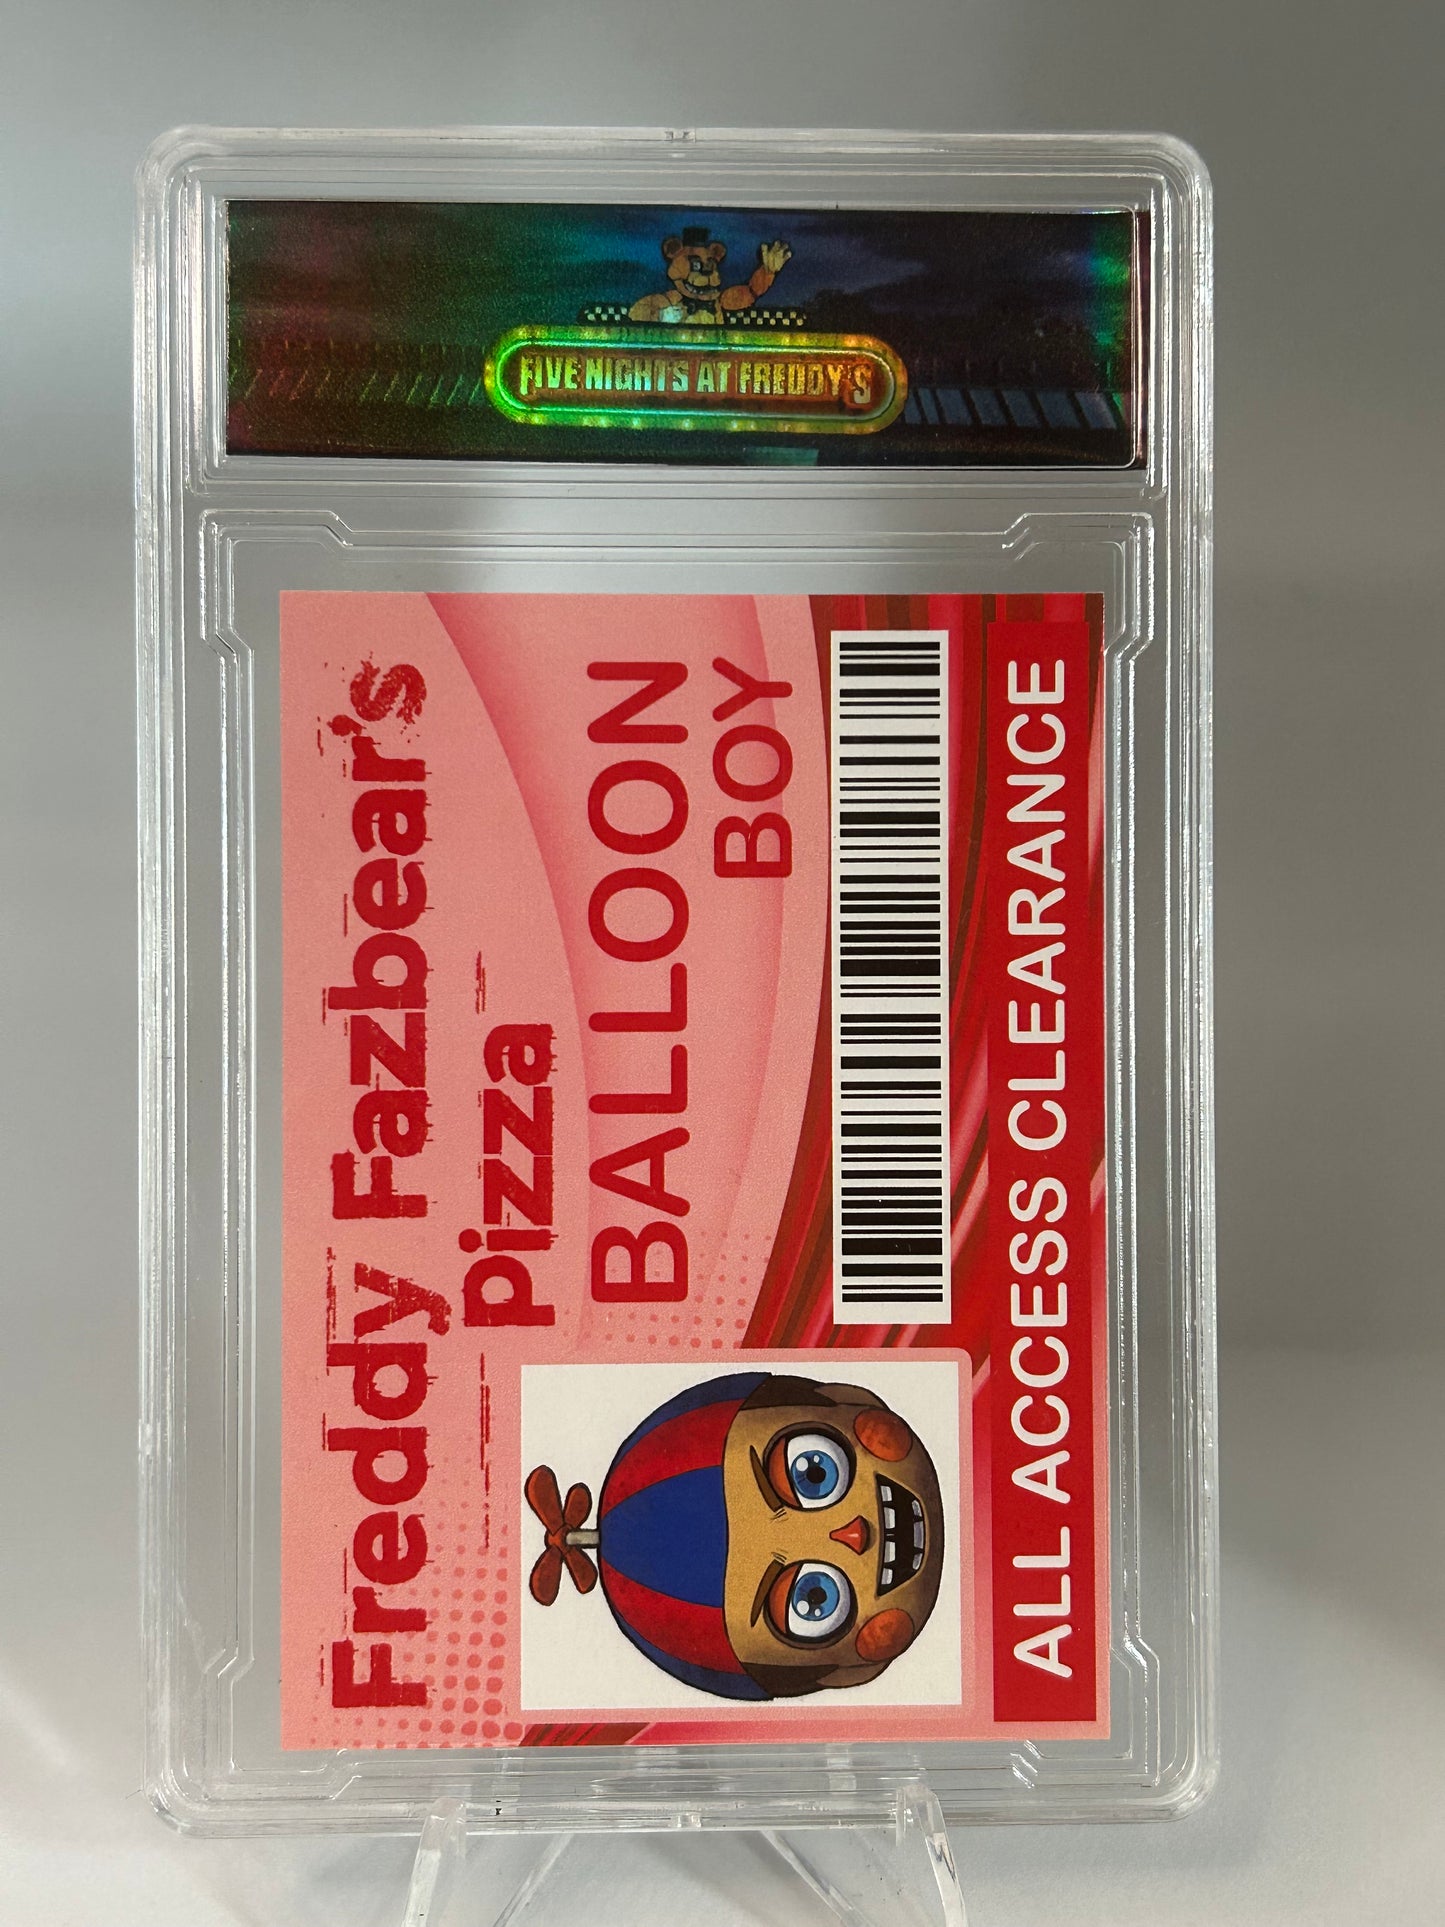 FIVE NIGHTS AT FREDDY'S
Freddy Fazbear's
pizza
BALLOON
BOY
ALL ACCESS CLEARANCE